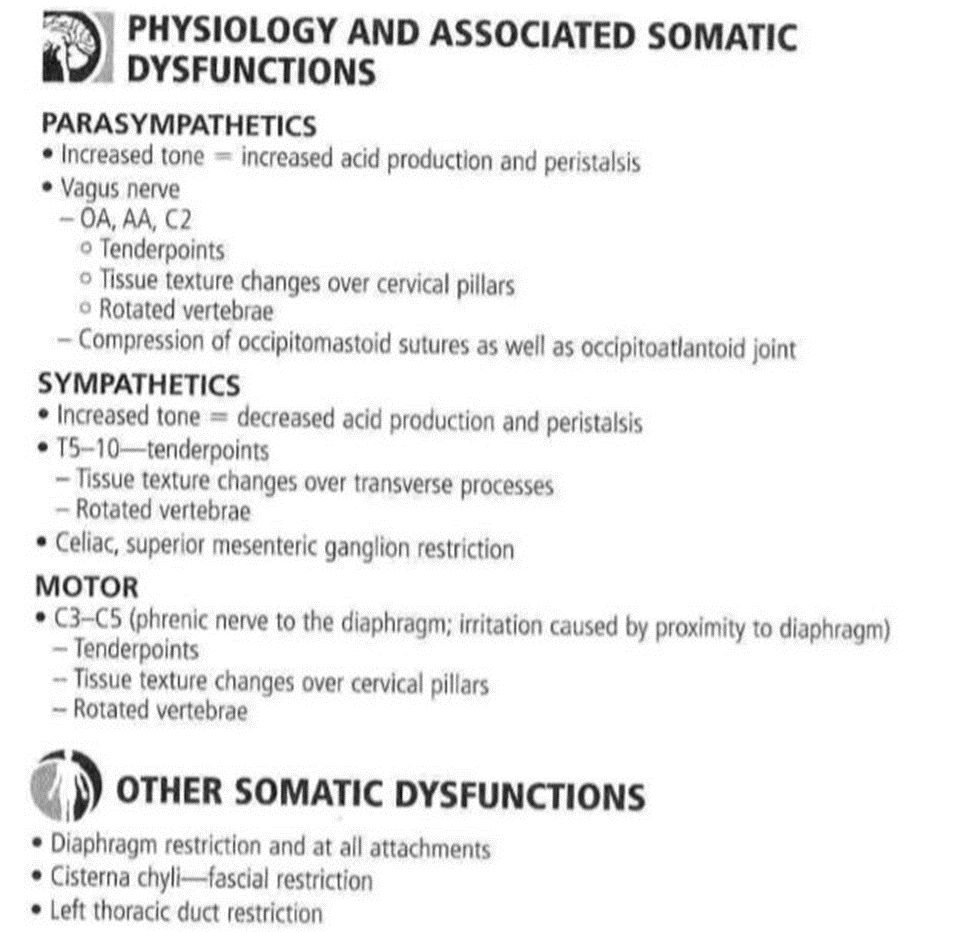 PHYSIOLOGY AND ASSOCIATED SOMATIC
DYSFUNCTIONS
PARASYMPATHETICS
• Increased tone = increased acid production and peristalsis
• Vagus nerve
– OA, AA, C2
○ Tenderpoints
○ Tissue texture changes over cervical pillars
○ Rotated vertebrae
– Compression of occipitomastoid sutures as well as occipitoatlantoid joint
SYMPATHETICS
• Increased tone = decreased acid production and peristalsis
• T5–10—tenderpoints
– Tissue texture changes over transverse processes
– Rotated vertebrae
• Celiac, superior mesenteric ganglion restriction
MOTOR
• C3–C5 (phrenic nerve to the diaphragm; irritation caused by proximity to diaphragm)
– Tenderpoints
– Tissue texture changes over cervical pillars
– Rotated vertebrae
OTHER SOMATIC DYSFUNCTIONS
• Diaphragm restriction and at all attachments
• Cisterna chyli—fascial restriction
• Left thoracic duct restriction